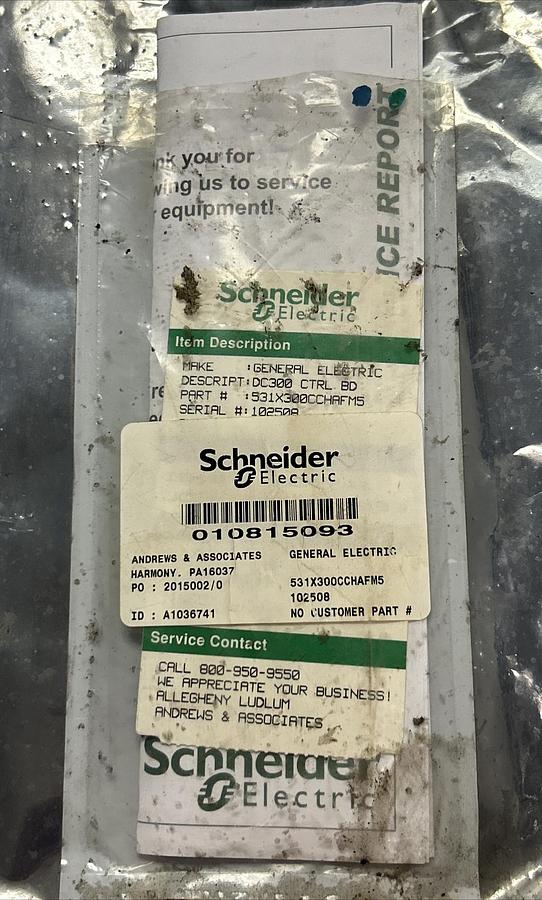 you for
us to service
equipment!
ICE REPORT
Schneider
Electric
Item Description
MAKE :GENERAL ELECTRIC
DESCRIPT:DC300 CTRL BD
PART # :531X300CCHAFM5
SERIAL #:102508
Schneider
Electric
010815093
ANDREWS & ASSOCIATES GENERAL ELECTRIC
HARMONY. PA16037
531X300CCHAFM5
PO : 2015002/0
102508
ID : A1036741 NO CUSTOMER PART #
Service Contact
CALL 800-950-9550
WE APPRECIATE YOUR BUSINESS!
ALLEGHENY LUDLUM
ANDREWS & ASSOCIATES
Schneider
Electric